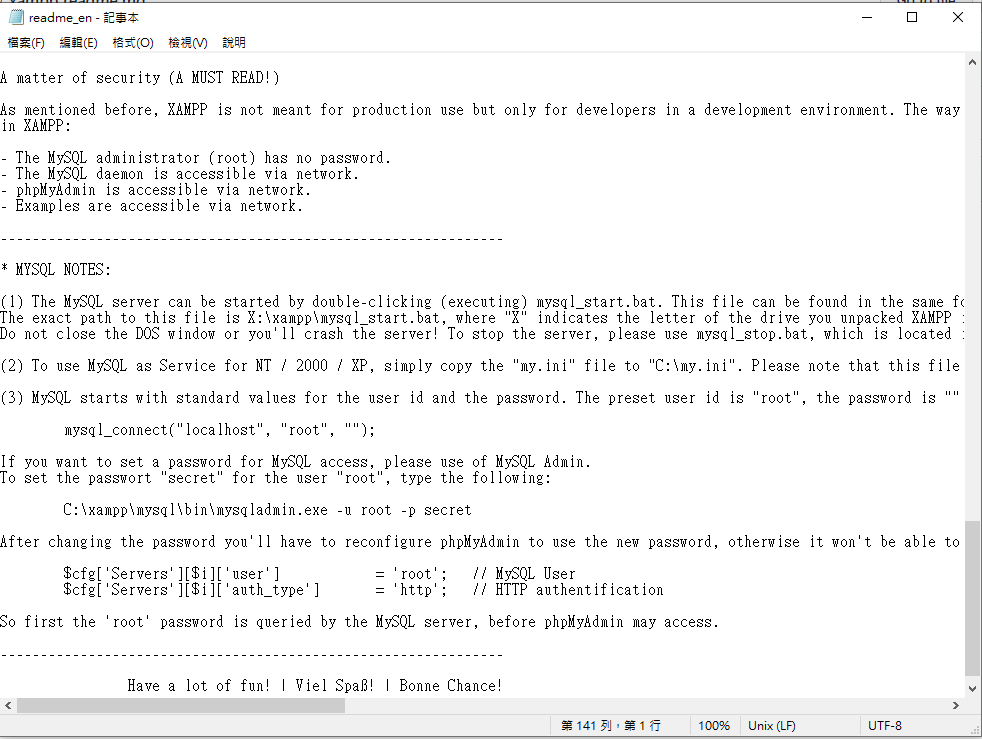 readme_en - 記事本
檔案(F) 編輯(E) 格式(O) 檢視(V) 說明
A matter of security (A MUST READ!)
As mentioned before, XAMPP is not meant for production use but only for developers in a development environment. The way
in XAMPP:
- The MySQL administrator (root) has no password.
- The MySQL daemon is accessible via network.
- phpMyAdmin is accessible via network.
- Examples are accessible via network.
---------------------------------------------------------------
* MYSQL NOTES:
(1) The MySQL server can be started by double-clicking (executing) mysql_start.bat. This file can be found in the same fo
The exact path to this file is X:\xampp\mysql_start.bat, where "X" indicates the letter of the drive you unpacked XAMPP
Do not close the DOS window or you'll crash the server! To stop the server, please use mysql_stop.bat, which is located
(2) To use MySQL as Service for NT / 2000 / XP, simply copy the "my.ini" file to "C:\my.ini". Please note that this file
(3) MySQL starts with standard values for the user id and the password. The preset user id is "root", the password is ""
mysql_connect("localhost", "root", "");
If you want to set a password for MySQL access, please use of MySQL Admin.
To set the passwort "secret" for the user "root", type the following:
C:\xampp\mysql\bin\mysqladmin.exe -u root -p secret
After changing the password you'll have to reconfigure phpMyAdmin to use the new password, otherwise it won't be able to
$cfg['Servers'][$i]['user'] = 'root'; // MySQL User
$cfg['Servers'][$i]['auth_type'] = 'http'; // HTTP authentification
So first the 'root' password is queried by the MySQL server, before phpMyAdmin may access.
---------------------------------------------------------------
Have a lot of fun! | Viel Spaß! | Bonne Chance!
第 141 列，第 1 行 100% Unix (LF) UTF-8